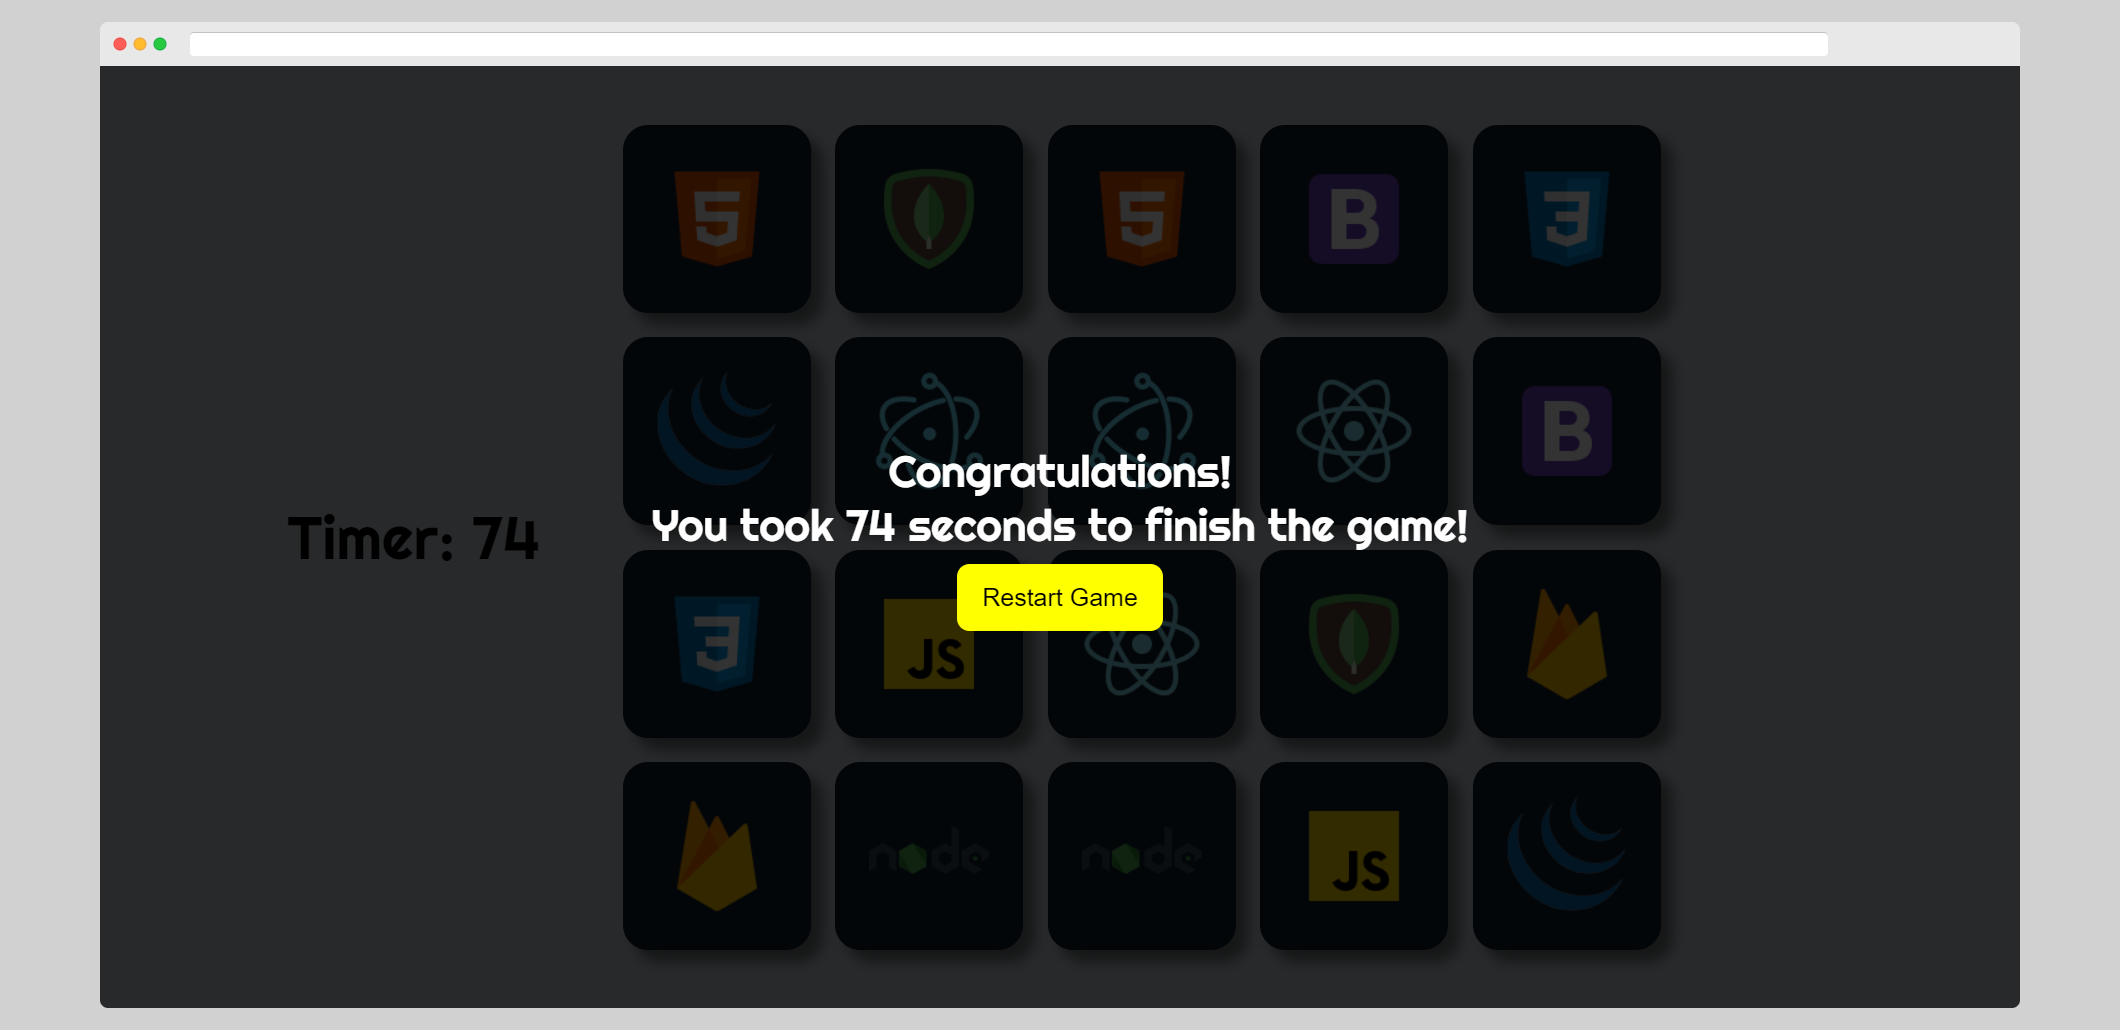 5
5
B
3
B
Congratulations!
Timer: 74
You took 74 seconds to finish the game!
Restart Game
3
JS
node
node
JS